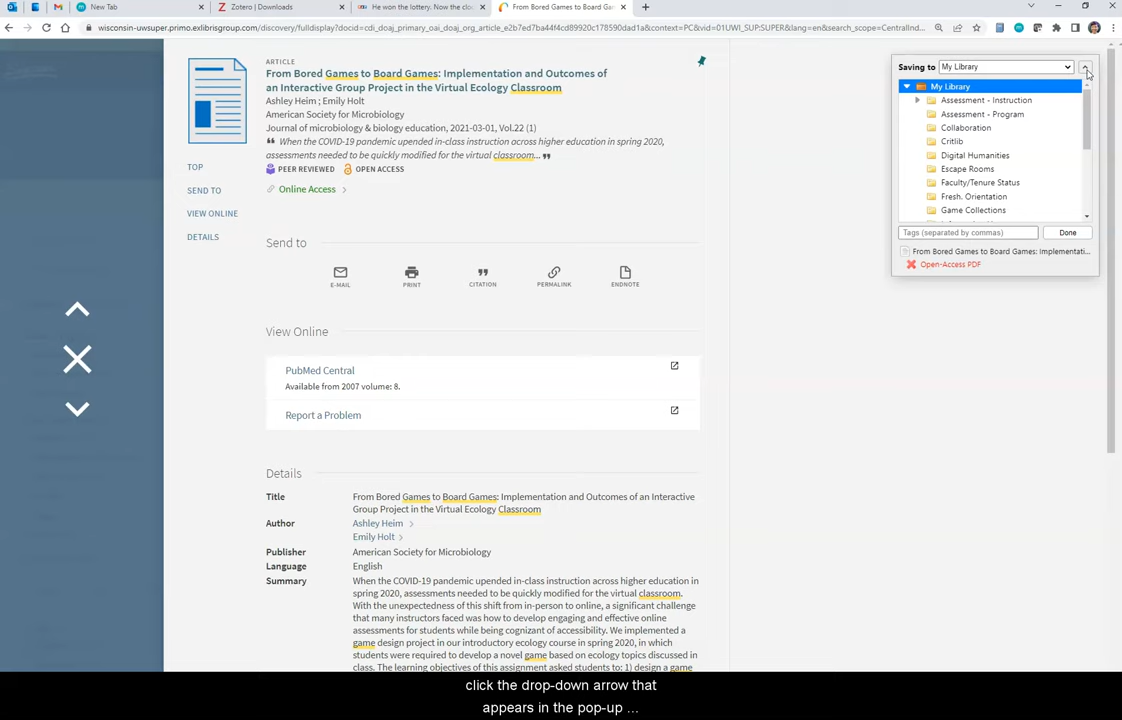 New Tab
Zotero | Downloads
He won the lottery. Now the clo
From Bored Games to Board Gam
wisconsin-uwsuper.primo.exlibrisgroup.com/discovery/fulldisplay?docid=cdi_doaj_primary_oai_doaj_org_article_e2b7ed7ba44f4cd89920c178590dad1a&context=PC&vid=01UWI_SUP:SUPER&lang=en&search_scope=CentralInd...
ARTICLE
From Bored Games to Board Games: Implementation and Outcomes of
an Interactive Group Project in the Virtual Ecology Classroom
Ashley Heim ; Emily Holt
American Society for Microbiology
Journal of microbiology & biology education, 2021-03-01, Vol.22 (1)
❝ When the COVID-19 pandemic upended in-class instruction across higher education in spring 2020,
assessments needed to be quickly modified for the virtual classroom... ❞
PEER REVIEWED OPEN ACCESS
Online Access
TOP
SEND TO
VIEW ONLINE
DETAILS
Send to
E-MAIL PRINT CITATION PERMALINK ENDNOTE
View Online
PubMed Central
Available from 2007 volume: 8.
Report a Problem
Details
Title From Bored Games to Board Games: Implementation and Outcomes of an Interactive
Group Project in the Virtual Ecology Classroom
Author Ashley Heim
Emily Holt
Publisher American Society for Microbiology
Language English
Summary When the COVID-19 pandemic upended in-class instruction across higher education in
spring 2020, assessments needed to be quickly modified for the virtual classroom.
With the unexpectedness of this shift from in-person to online, a significant challenge
that many instructors faced was how to develop engaging and effective online
assessments for students while being cognizant of accessibility. We implemented a
game design project in our introductory ecology course in spring 2020, in which
students were required to develop a novel game based on ecology topics discussed in
class. The learning objectives of this assignment asked students to: 1) design a game
Saving to My Library
My Library
Assessment - Instruction
Assessment - Program
Collaboration
Critlib
Digital Humanities
Escape Rooms
Faculty/Tenure Status
Fresh. Orientation
Game Collections
Tags (separated by commas) Done
From Bored Games to Board Games: Implementati...
Open-Access PDF
click the drop-down arrow that
appears in the pop-up ...